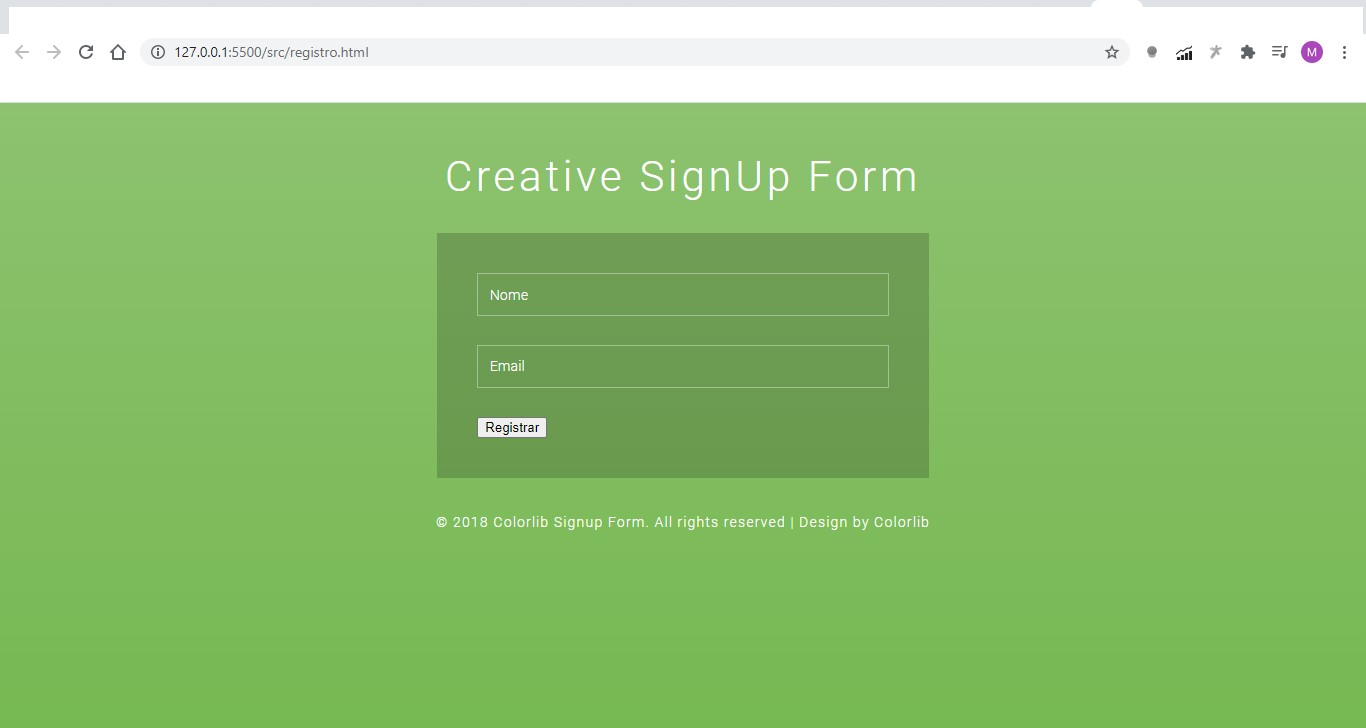 127.0.0.1:5500/src/registro.html
M
Creative SignUp Form
Nome
Email
Registrar
© 2018 Colorlib Signup Form. All rights reserved | Design by Colorlib